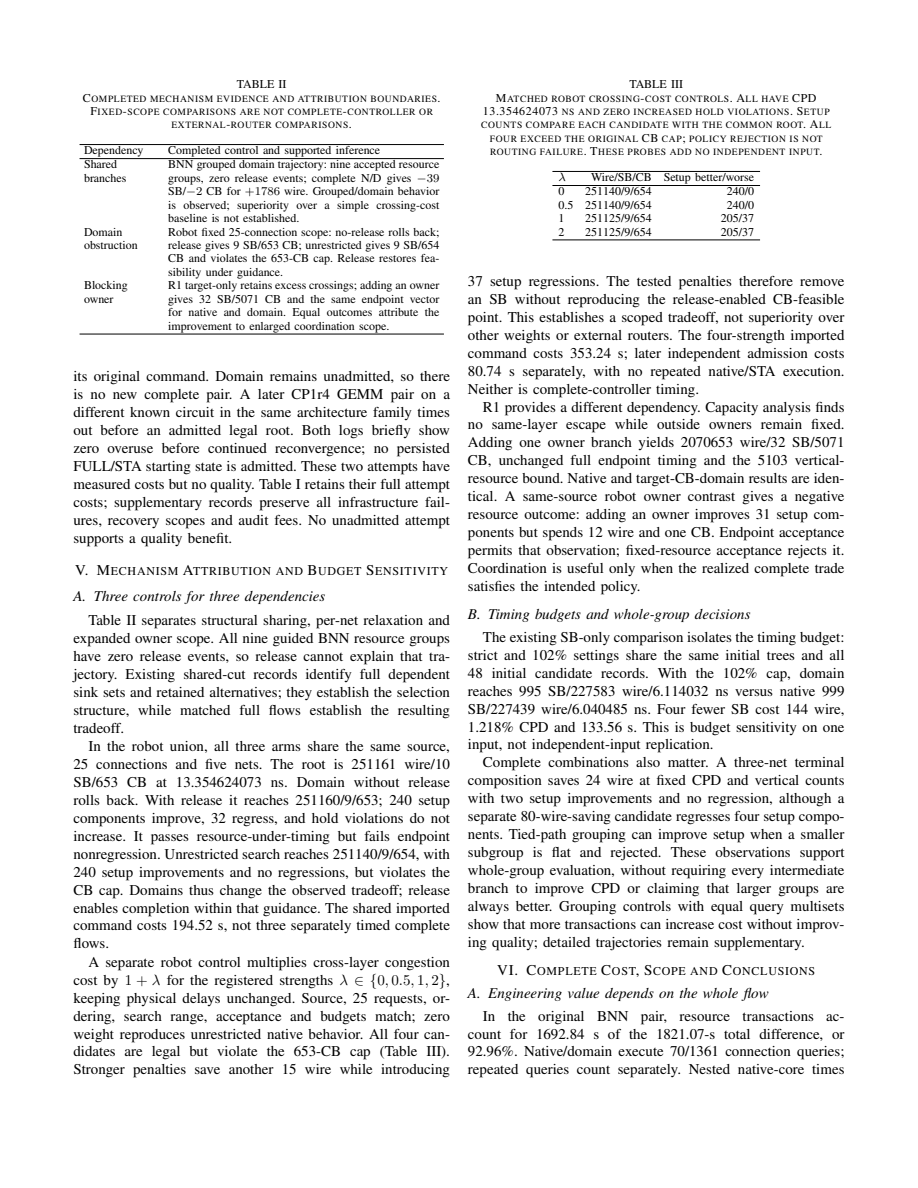 TABLE II
COMPLETED MECHANISM EVIDENCE AND ATTRIBUTION BOUNDARIES.
FIXED-SCOPE COMPARISONS ARE NOT COMPLETE-CONTROLLER OR
EXTERNAL-ROUTER COMPARISONS.
Dependency Completed control and supported inference
Shared BNN grouped domain trajectory: nine accepted resource
branches groups, zero release events; complete N/D gives −39
SB/−2 CB for +1786 wire. Grouped/domain behavior
is observed; superiority over a simple crossing-cost
baseline is not established.
Domain Robot fixed 25-connection scope: no-release rolls back;
obstruction release gives 9 SB/653 CB; unrestricted gives 9 SB/654
CB and violates the 653-CB cap. Release restores fea-
sibility under guidance.
Blocking R1 target-only retains excess crossings; adding an owner
owner gives 32 SB/5071 CB and the same endpoint vector
for native and domain. Equal outcomes attribute the
improvement to enlarged coordination scope.
its original command. Domain remains unadmitted, so there
is no new complete pair. A later CP1r4 GEMM pair on a
different known circuit in the same architecture family times
out before an admitted legal root. Both logs briefly show
zero overuse before continued reconvergence; no persisted
FULL/STA starting state is admitted. These two attempts have
measured costs but no quality. Table I retains their full attempt
costs; supplementary records preserve all infrastructure fail-
ures, recovery scopes and audit fees. No unadmitted attempt
supports a quality benefit.
V. MECHANISM ATTRIBUTION AND BUDGET SENSITIVITY
A. Three controls for three dependencies
Table II separates structural sharing, per-net relaxation and
expanded owner scope. All nine guided BNN resource groups
have zero release events, so release cannot explain that tra-
jectory. Existing shared-cut records identify full dependent
sink sets and retained alternatives; they establish the selection
structure, while matched full flows establish the resulting
tradeoff.
In the robot union, all three arms share the same source,
25 connections and five nets. The root is 251161 wire/10
SB/653 CB at 13.354624073 ns. Domain without release
rolls back. With release it reaches 251160/9/653; 240 setup
components improve, 32 regress, and hold violations do not
increase. It passes resource-under-timing but fails endpoint
nonregression. Unrestricted search reaches 251140/9/654, with
240 setup improvements and no regressions, but violates the
CB cap. Domains thus change the observed tradeoff; release
enables completion within that guidance. The shared imported
command costs 194.52 s, not three separately timed complete
flows.
A separate robot control multiplies cross-layer congestion
cost by 1 + λ for the registered strengths λ ∈ {0, 0.5, 1, 2},
keeping physical delays unchanged. Source, 25 requests, or-
dering, search range, acceptance and budgets match; zero
weight reproduces unrestricted native behavior. All four can-
didates are legal but violate the 653-CB cap (Table III).
Stronger penalties save another 15 wire while introducing
TABLE III
MATCHED ROBOT CROSSING-COST CONTROLS. ALL HAVE CPD
13.354624073 NS AND ZERO INCREASED HOLD VIOLATIONS. SETUP
COUNTS COMPARE EACH CANDIDATE WITH THE COMMON ROOT. ALL
FOUR EXCEED THE ORIGINAL CB CAP; POLICY REJECTION IS NOT
ROUTING FAILURE. THESE PROBES ADD NO INDEPENDENT INPUT.
λ Wire/SB/CB Setup better/worse
0 251140/9/654 240/0
0.5 251140/9/654 240/0
1 251125/9/654 205/37
2 251125/9/654 205/37
37 setup regressions. The tested penalties therefore remove
an SB without reproducing the release-enabled CB-feasible
point. This establishes a scoped tradeoff, not superiority over
other weights or external routers. The four-strength imported
command costs 353.24 s; later independent admission costs
80.74 s separately, with no repeated native/STA execution.
Neither is complete-controller timing.
R1 provides a different dependency. Capacity analysis finds
no same-layer escape while outside owners remain fixed.
Adding one owner branch yields 2070653 wire/32 SB/5071
CB, unchanged full endpoint timing and the 5103 vertical-
resource bound. Native and target-CB-domain results are iden-
tical. A same-source robot owner contrast gives a negative
resource outcome: adding an owner improves 31 setup com-
ponents but spends 12 wire and one CB. Endpoint acceptance
permits that observation; fixed-resource acceptance rejects it.
Coordination is useful only when the realized complete trade
satisfies the intended policy.
B. Timing budgets and whole-group decisions
The existing SB-only comparison isolates the timing budget:
strict and 102% settings share the same initial trees and all
48 initial candidate records. With the 102% cap, domain
reaches 995 SB/227583 wire/6.114032 ns versus native 999
SB/227439 wire/6.040485 ns. Four fewer SB cost 144 wire,
1.218% CPD and 133.56 s. This is budget sensitivity on one
input, not independent-input replication.
Complete combinations also matter. A three-net terminal
composition saves 24 wire at fixed CPD and vertical counts
with two setup improvements and no regression, although a
separate 80-wire-saving candidate regresses four setup compo-
nents. Tied-path grouping can improve setup when a smaller
subgroup is flat and rejected. These observations support
whole-group evaluation, without requiring every intermediate
branch to improve CPD or claiming that larger groups are
always better. Grouping controls with equal query multisets
show that more transactions can increase cost without improv-
ing quality; detailed trajectories remain supplementary.
VI. COMPLETE COST, SCOPE AND CONCLUSIONS
A. Engineering value depends on the whole flow
In the original BNN pair, resource transactions ac-
count for 1692.84 s of the 1821.07-s total difference, or
92.96%. Native/domain execute 70/1361 connection queries;
repeated queries count separately. Nested native-core times